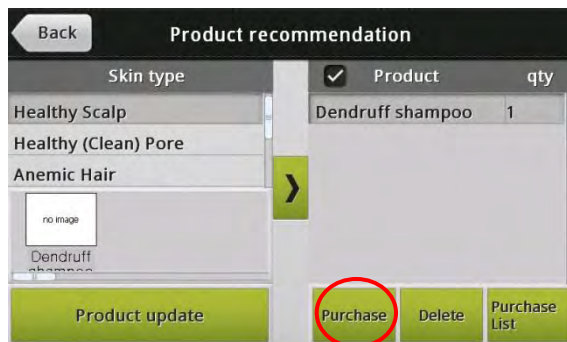 Back
Product recommendation
Skin type
Healthy Scalp
Healthy (Clean) Pore
Anemic Hair
no image
Dendruff
shampoo
Product update
Product qty
Dendruff shampoo 1
Purchase
Delete
Purchase
List